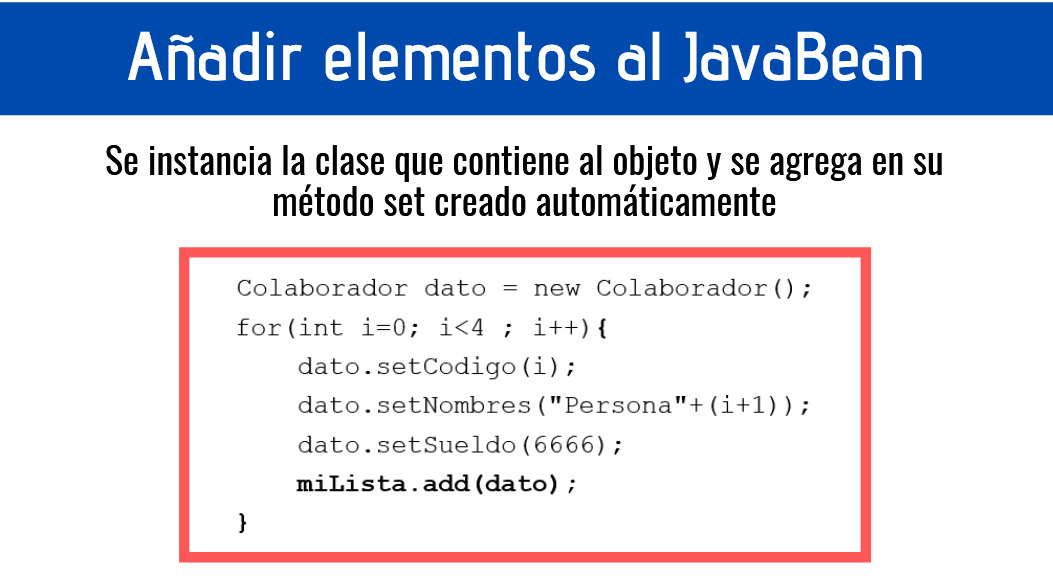 Añadir elementos al JavaBean
Se instancia la clase que contiene al objeto y se agrega en su
método set creado automáticamente
Colaborador dato = new Colaborador();
for(int i=0; i<4 ; i++){
dato.setCodigo(i);
dato.setNombres("Persona"+(i+1));
dato.setSueldo(6666);
miLista.add(dato);
}